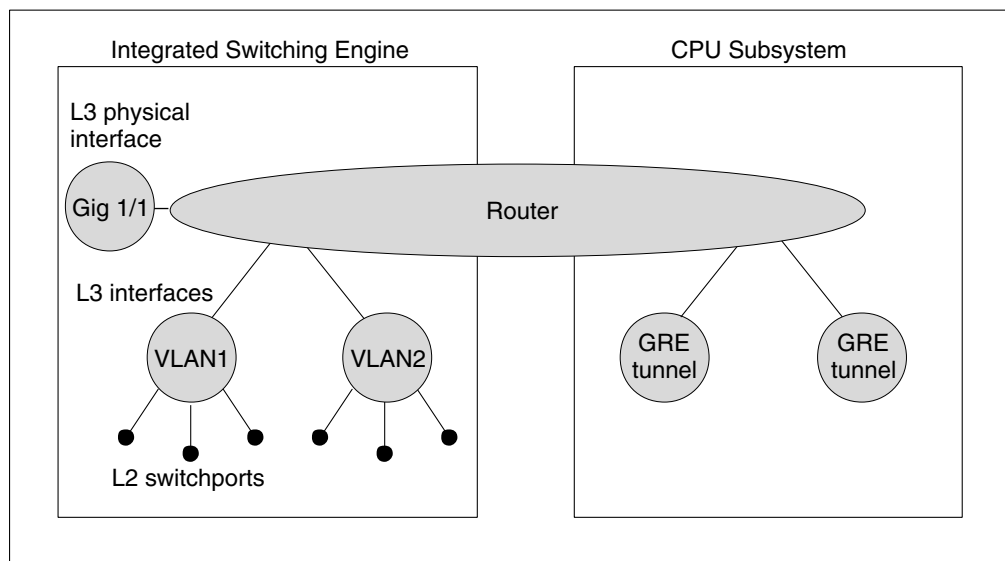 Integrated Switching Engine
CPU Subsystem
L3 physical
interface
Gig 1/1
Router
L3 interfaces
VLAN1
VLAN2
GRE
tunnel
GRE
tunnel
L2 switchports